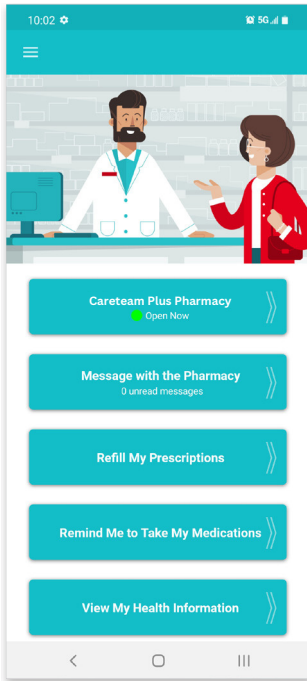 10:02
5G
Careteam Plus Pharmacy
Open Now
Message with the Pharmacy
0 unread messages
Refill My Prescriptions
Remind Me to Take My Medications
View My Health Information